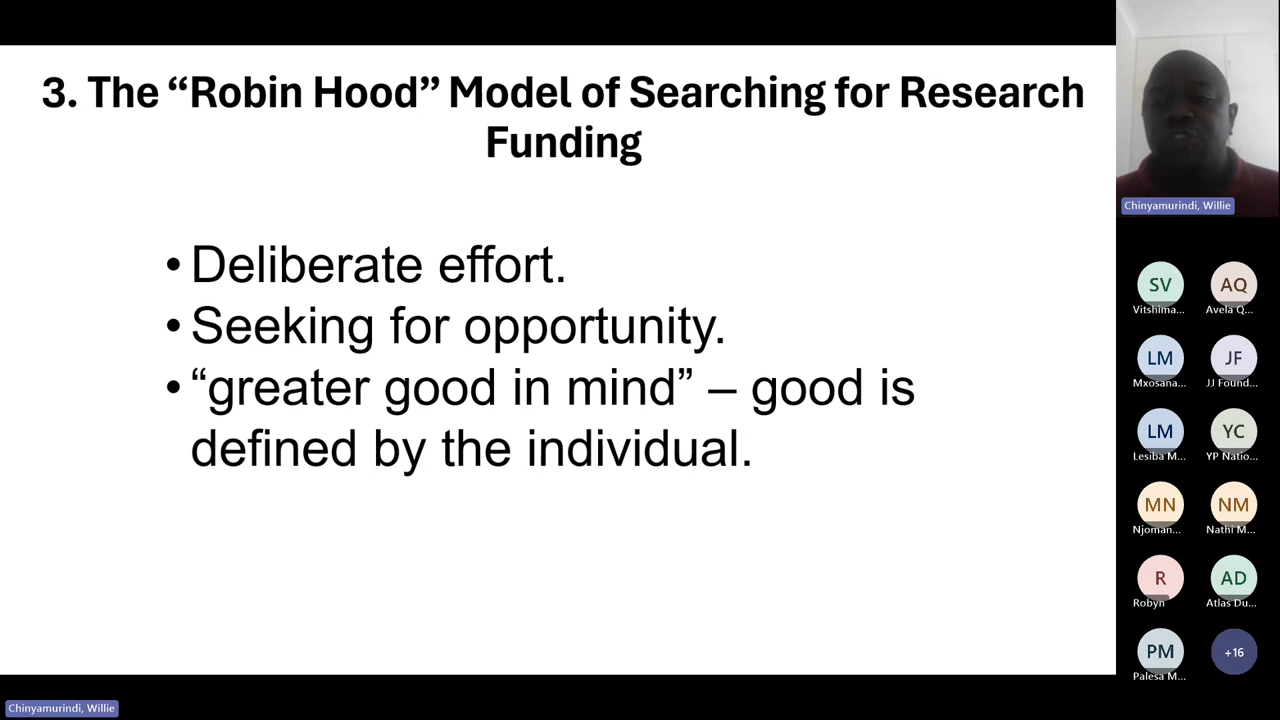 3. The “Robin Hood” Model of Searching for Research
Funding
• Deliberate effort.
• Seeking for opportunity.
• “greater good in mind” – good is
defined by the individual.
Chinyamurindi, Willie
SV
Vitshima...
AQ
Avela Q...
LM
Mxosana...
JF
JJ Found...
LM
Lesiba M...
YC
YP Natio...
MN
Njoman...
NM
Nathi M...
R
Robyn
AD
Atlas Du...
PM
Palesa M...
+16
Chinyamurindi, Willie